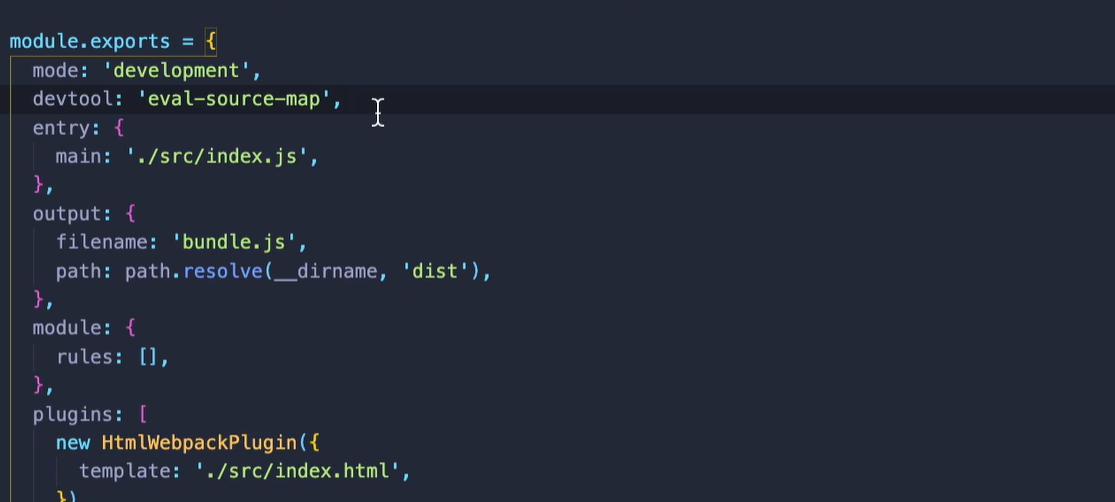 module.exports = {
mode: 'development',
devtool: 'eval-source-map',
entry: {
main: './src/index.js',
},
output: {
filename: 'bundle.js',
path: path.resolve(__dirname, 'dist'),
},
module: {
rules: [],
},
plugins: [
new HtmlWebpackPlugin({
template: './src/index.html',
})